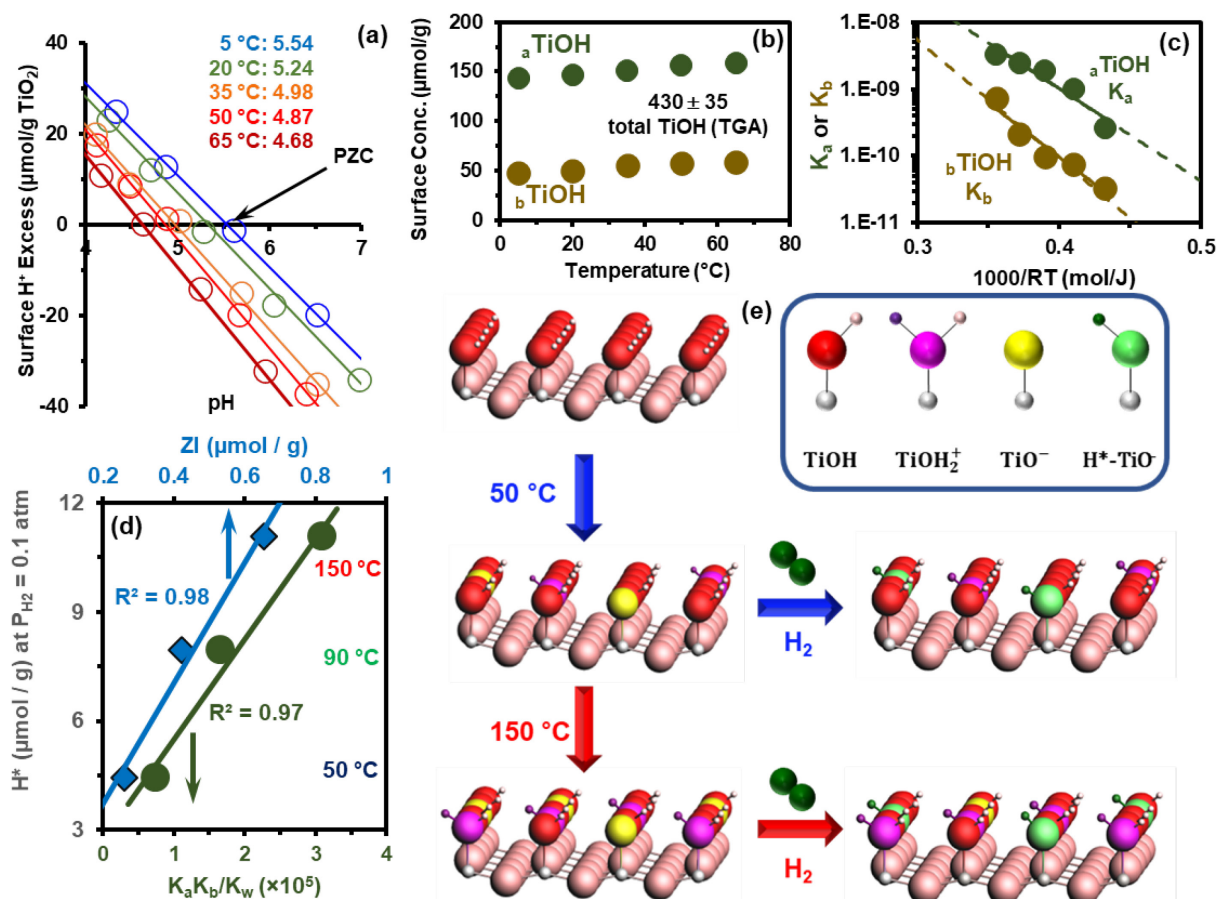 (a)
40
20
0
-20
-40
Surface H⁺ Excess (μmol/g TiO₂)
5 °C: 5.54
20 °C: 5.24
35 °C: 4.98
50 °C: 4.87
65 °C: 4.68
PZC
4
5
6
7
pH
(b)
200
150
100
50
0
Surface Conc. (μmol/g)
ₐTiOH
430 ± 35
total TiOH (TGA)
bTiOH
0
20
40
60
80
Temperature (°C)
(c)
1.E-08
1.E-09
1.E-10
1.E-11
Kₐ or K_b
ᵃTiOH
Kₐ
ᵇTiOH
K_b
0.3
0.4
0.5
1000/RT (mol/J)
ZI (μmol / g)
0.2
0.4
0.6
0.8
1
(d)
12
9
6
3
H* (μmol / g) at P_H2 = 0.1 atm
R² = 0.98
R² = 0.97
150 °C
90 °C
50 °C
0
1
2
3
4
KₐK_b/K_w (×10⁵)
(e)
TiOH
TiOH₂⁺
TiO⁻
H*-TiO⁻
50 °C
H₂
150 °C
H₂